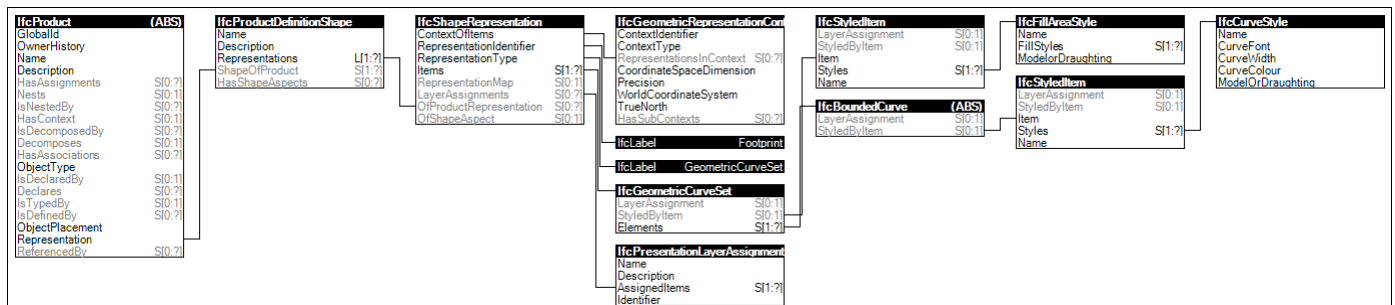 IfcProduct (ABS)
GlobalId
OwnerHistory
Name
Description
HasAssignments S[0:?]
Nests S[0:1]
IsNestedBy S[0:?]
HasContext S[0:1]
IsDecomposedBy S[0:?]
Decomposes S[0:1]
HasAssociations S[0:?]
ObjectType
IsDeclaredBy S[0:1]
Declares S[0:?]
IsTypedBy S[0:1]
IsDefinedBy S[0:?]
ObjectPlacement
Representation
ReferencedBy S[0:?]
IfcProductDefinitionShape
Name
Description
Representations L[1:?]
ShapeOfProduct S[1:?]
HasShapeAspects S[0:?]
IfcShapeRepresentation
ContextOfItems
RepresentationIdentifier
RepresentationType
Items S[1:?]
RepresentationMap S[0:1]
LayerAssignments S[0:?]
OfProductRepresentation S[0:?]
OfShapeAspect S[0:1]
IfcGeometricRepresentationCont
ContextIdentifier
ContextType
RepresentationsInContext S[0:?]
CoordinateSpaceDimension
Precision
WorldCoordinateSystem
TrueNorth
HasSubContexts S[0:?]
IfcLabel Footprint
IfcLabel GeometricCurveSet
IfcGeometricCurveSet
LayerAssignment S[0:1]
StyledByItem S[0:1]
Elements S[1:?]
IfcPresentationLayerAssignment
Name
Description
AssignedItems S[1:?]
Identifier
IfcStyledItem
LayerAssignment S[0:1]
StyledByItem S[0:1]
Item
Styles S[1:?]
Name
IfcBoundedCurve (ABS)
LayerAssignment S[0:1]
StyledByItem S[0:1]
IfcFillAreaStyle
Name
FillStyles S[1:?]
ModelorDraughting
IfcStyledItem
LayerAssignment S[0:1]
StyledByItem S[0:1]
Item
Styles S[1:?]
Name
IfcCurveStyle
Name
CurveFont
CurveWidth
CurveColour
ModelOrDraughting